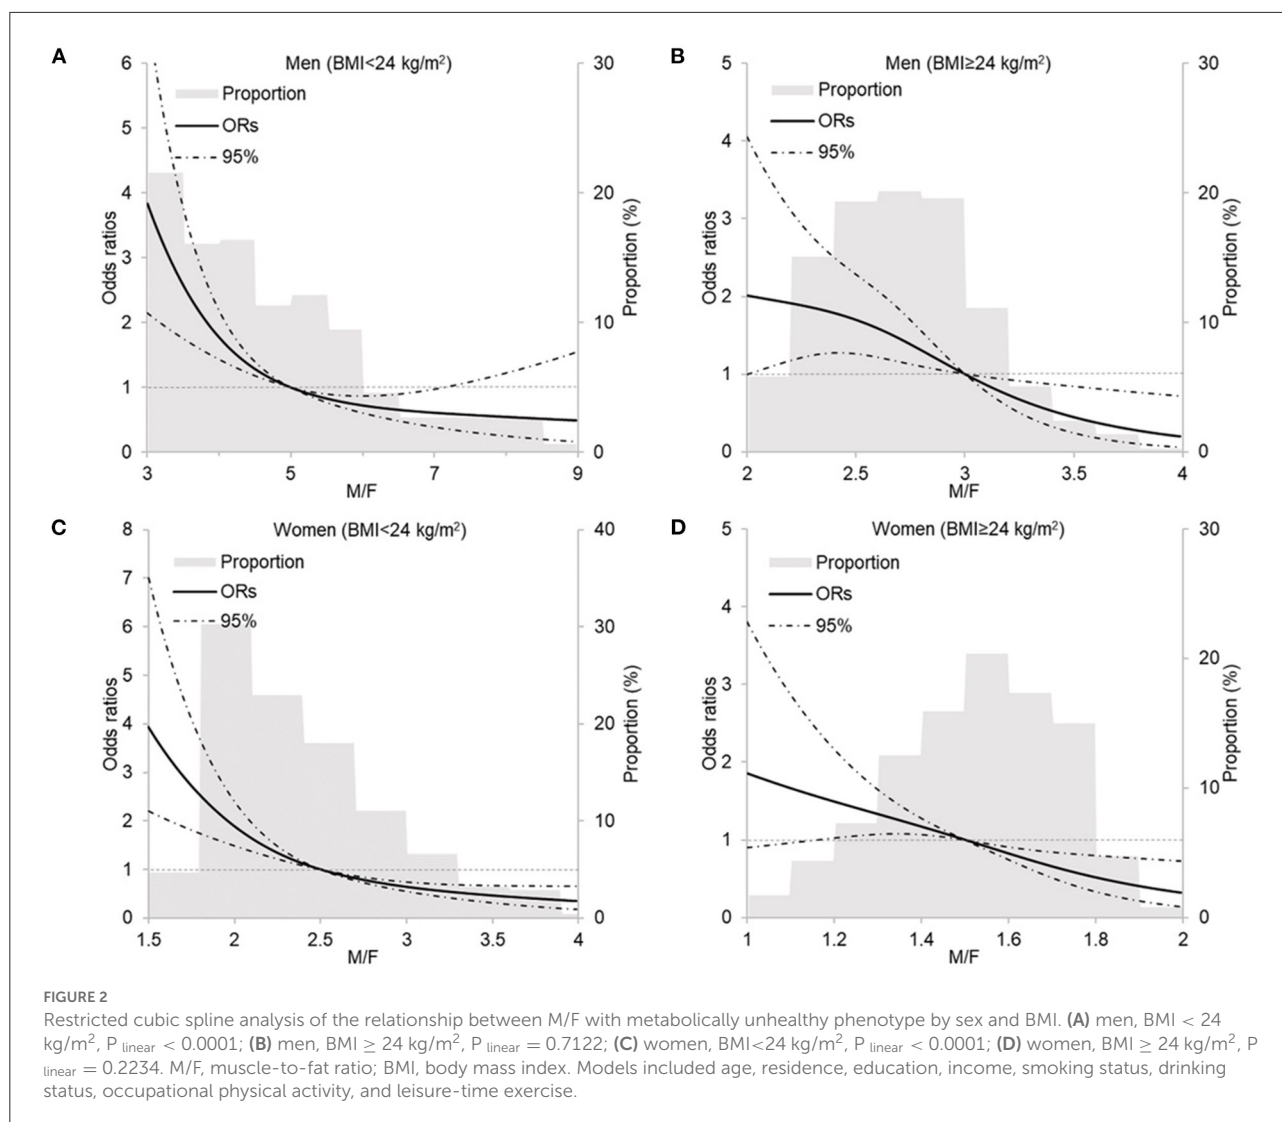 A
Men (BMI<24 kg/m²)
Proportion
ORs
95%
6
5
4
3
2
1
0
30
20
10
0
Odds ratios
Proportion (%)
3
5
7
9
M/F
B
Men (BMI≥24 kg/m²)
Proportion
ORs
95%
5
4
3
2
1
0
30
20
10
0
Odds ratios
Proportion (%)
2
2.5
3
3.5
4
M/F
C
Women (BMI<24 kg/m²)
Proportion
ORs
95%
8
7
6
5
4
3
2
1
0
40
30
20
10
0
Odds ratios
Proportion (%)
1.5
2
2.5
3
3.5
4
M/F
D
Women (BMI≥24 kg/m²)
Proportion
ORs
95%
5
4
3
2
1
0
30
20
10
0
Odds ratios
Proportion (%)
1
1.2
1.4
1.6
1.8
2
M/F
FIGURE 2
Restricted cubic spline analysis of the relationship between M/F with metabolically unhealthy phenotype by sex and BMI. (A) men, BMI < 24
kg/m², P linear < 0.0001; (B) men, BMI ≥ 24 kg/m², P linear = 0.7122; (C) women, BMI<24 kg/m², P linear < 0.0001; (D) women, BMI ≥ 24 kg/m², P
linear = 0.2234. M/F, muscle-to-fat ratio; BMI, body mass index. Models included age, residence, education, income, smoking status, drinking
status, occupational physical activity, and leisure-time exercise.